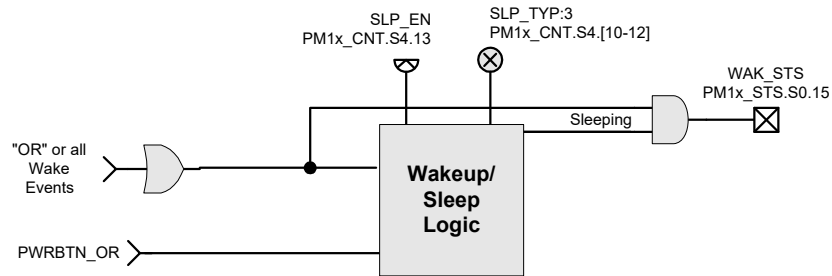 SLP_EN
PM1x_CNT.S4.13
SLP_TYP:3
PM1x_CNT.S4.[10-12]
WAK_STS
PM1x_STS.S0.15
Sleeping
"OR" or all
Wake
Events
Wakeup/
Sleep
Logic
PWRBTN_OR